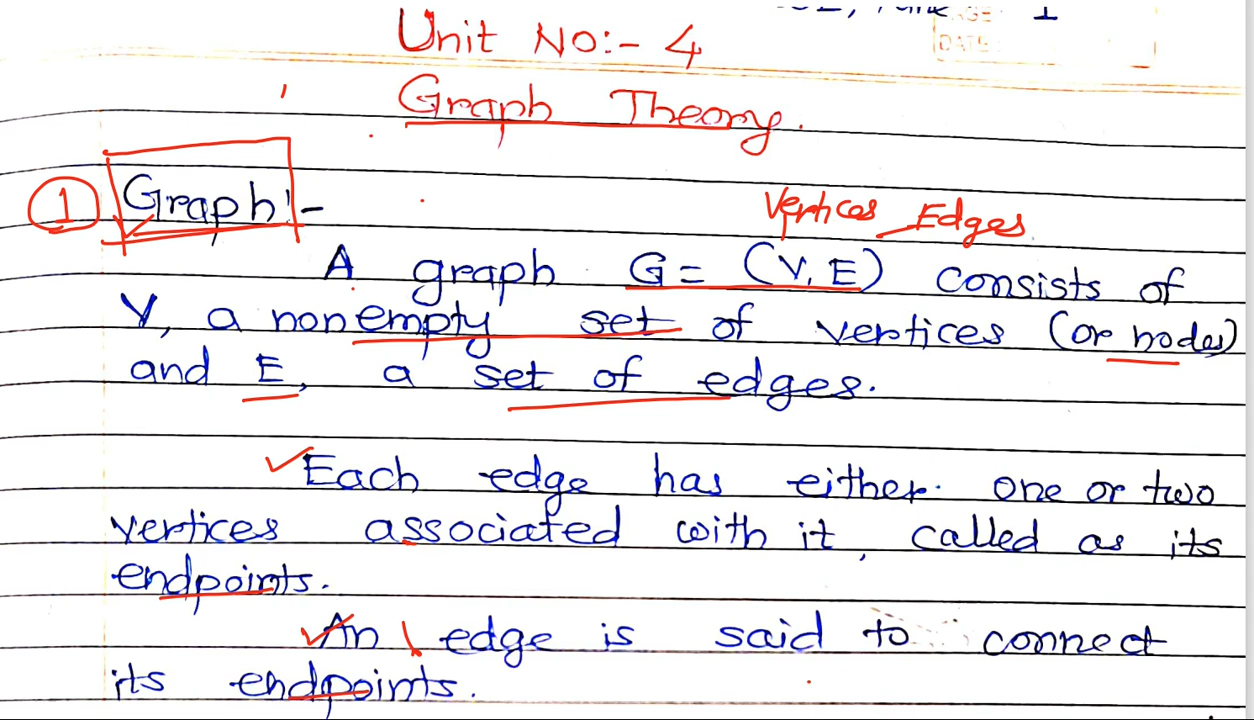 Unit No:- 4
DATE
Graph Theory.
① Graph:-
Vertices Edges
A graph G = (V, E) consists of
V, a nonempty set of vertices (or nodes)
and E, a set of edges.
Each edge has either one or two
vertices associated with it, called as its
endpoints.
An edge is said to connect
its endpoints.